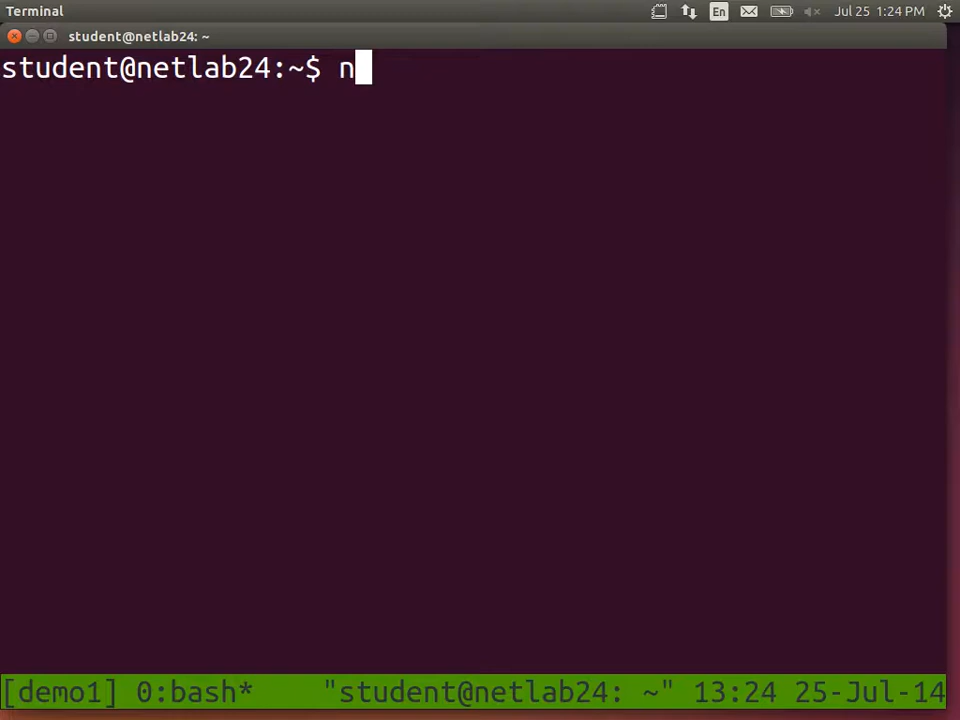 Terminal En Jul 25 1:24 PM
student@netlab24: ~
student@netlab24:~$ n
[demo1] 0:bash* "student@netlab24: ~" 13:24 25-Jul-14